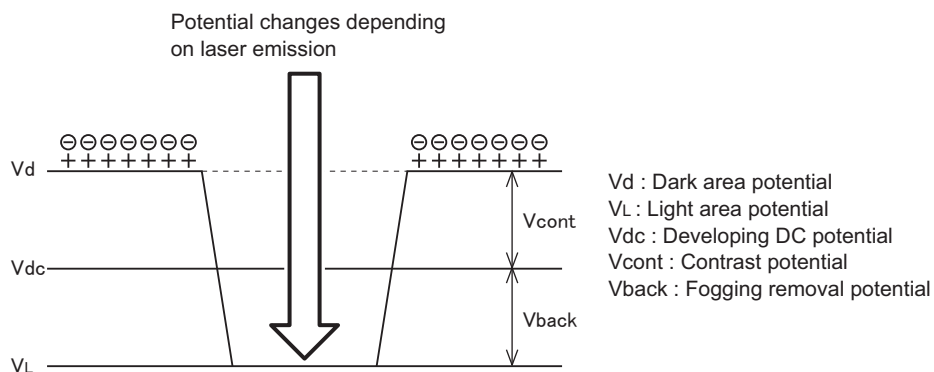 Potential changes depending
on laser emission
⊖⊖⊖⊖⊖⊖⊖
+++++++
⊖⊖⊖⊖⊖⊖⊖
+++++++
Vd
Vcont
Vdc
Vback
VL
Vd : Dark area potential
VL : Light area potential
Vdc : Developing DC potential
Vcont : Contrast potential
Vback : Fogging removal potential